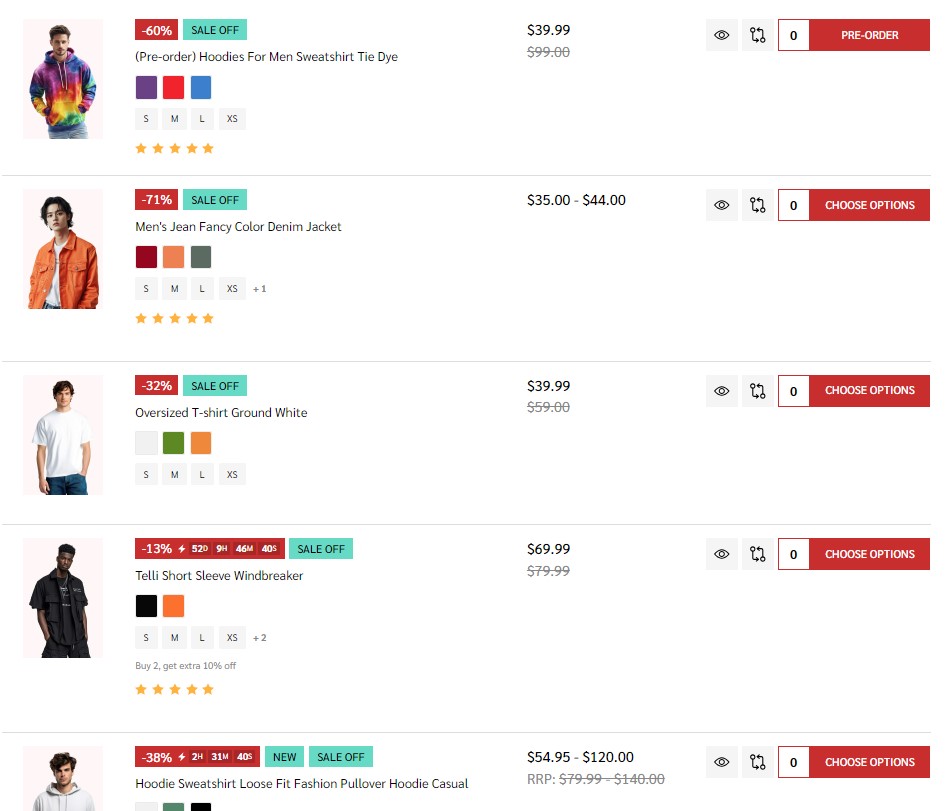 -60% SALE OFF
(Pre-order) Hoodies For Men Sweatshirt Tie Dye
S M L XS
$39.99
$99.00
0 PRE-ORDER
-71% SALE OFF
Men's Jean Fancy Color Denim Jacket
S M L XS + 1
$35.00 - $44.00
0 CHOOSE OPTIONS
-32% SALE OFF
Oversized T-shirt Ground White
S M L XS
$39.99
$59.00
0 CHOOSE OPTIONS
-13% 52D 9H 46M 40S SALE OFF
Telli Short Sleeve Windbreaker
S M L XS + 2
Buy 2, get extra 10% off
$69.99
$79.99
0 CHOOSE OPTIONS
-38% 2H 31M 40S NEW SALE OFF
Hoodie Sweatshirt Loose Fit Fashion Pullover Hoodie Casual
$54.95 - $120.00
RRP: $79.99 - $140.00
0 CHOOSE OPTIONS